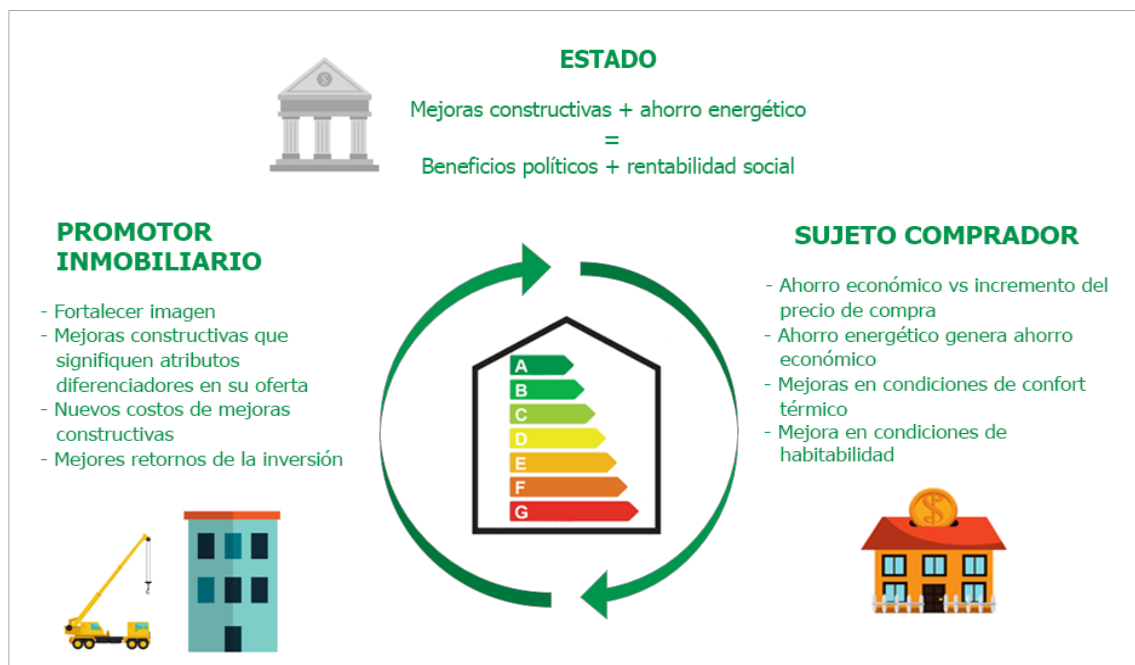 ESTADO
$
Mejoras constructivas + ahorro energético
=
Beneficios políticos + rentabilidad social
PROMOTOR
INMOBILIARIO
- Fortalecer imagen
- Mejoras constructivas que
signifiquen atributos
diferenciadores en su oferta
- Nuevos costos de mejoras
constructivas
- Mejores retornos de la inversión
A
B
C
D
E
F
G
SUJETO COMPRADOR
- Ahorro económico vs incremento del
precio de compra
- Ahorro energético genera ahorro
económico
- Mejoras en condiciones de confort
térmico
- Mejora en condiciones de
habitabilidad
$